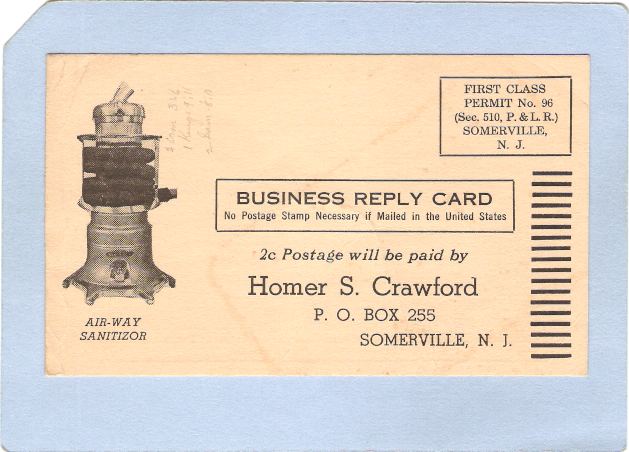 FIRST CLASS
PERMIT No. 96
(Sec. 510, P. & L. R.)
SOMERVILLE,
N. J.
BUSINESS REPLY CARD
No Postage Stamp Necessary if Mailed in the United States
2c Postage will be paid by
Homer S. Crawford
P. O. BOX 255
SOMERVILLE, N. J.
AIR-WAY
SANITIZOR